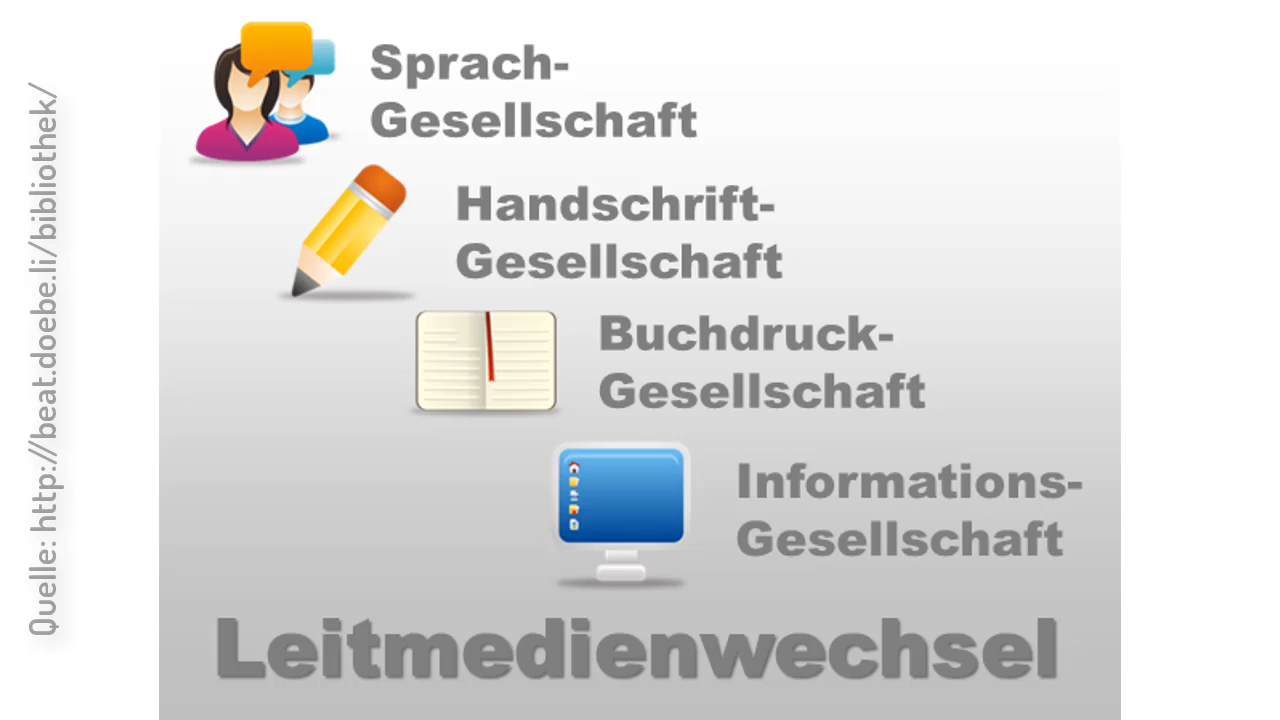 Sprach-
Gesellschaft
Handschrift-
Gesellschaft
Buchdruck-
Gesellschaft
Informations-
Gesellschaft
Leitmedienwechsel
Quelle: http://beat.doebe.li/bibliothek/